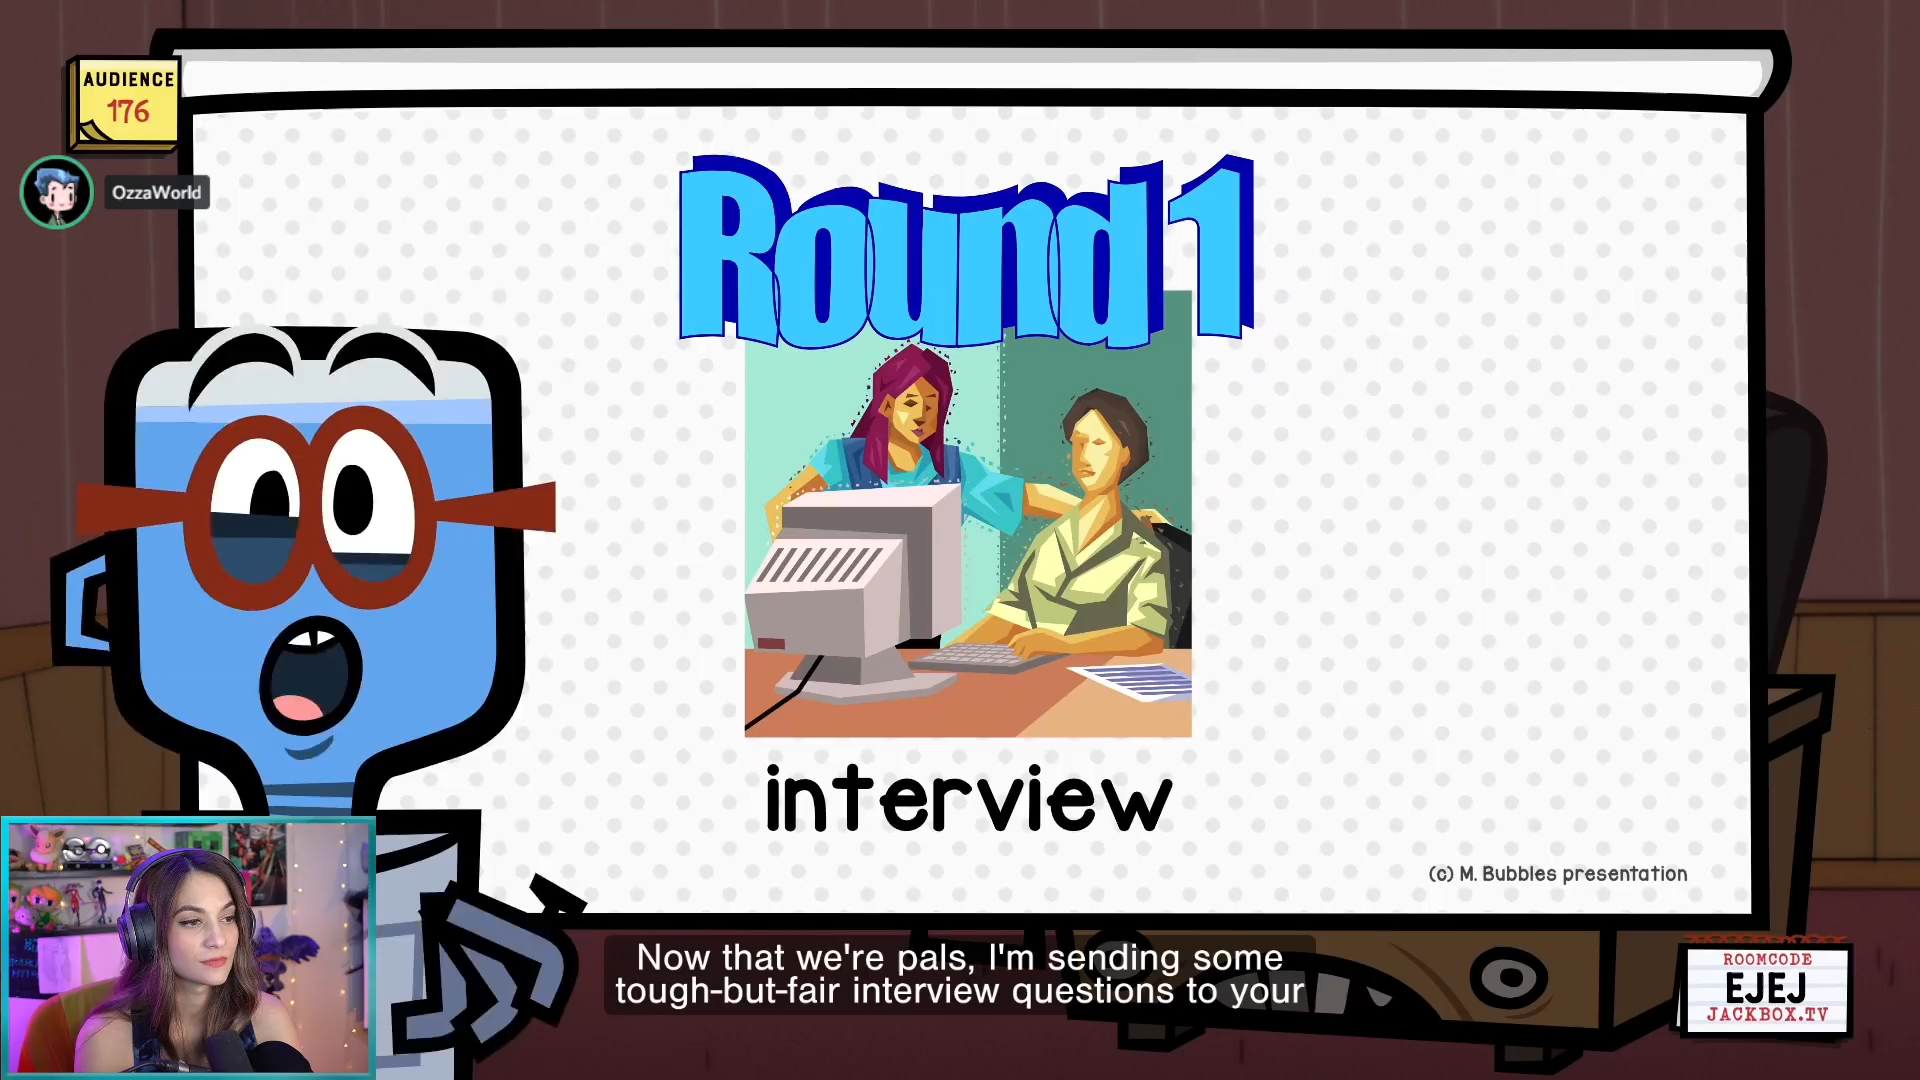 AUDIENCE
176
OzzaWorld
Round 1
interview
(c) M. Bubbles presentation
Now that we're pals, I'm sending some
tough-but-fair interview questions to your
ROOMCODE
EJEJ
JACKBOX.TV